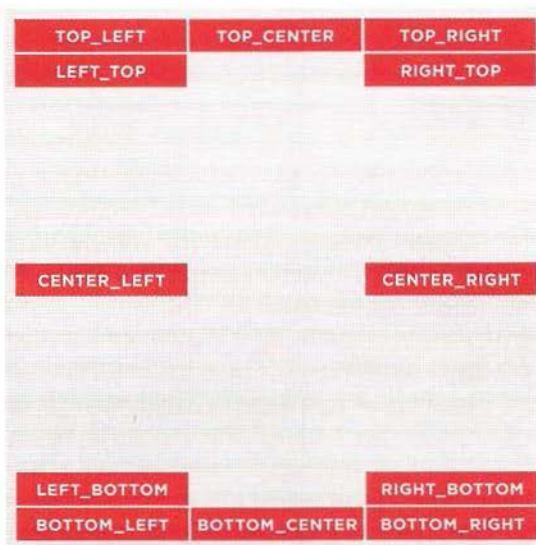 TOP_LEFT TOP_CENTER TOP_RIGHT
LEFT_TOP RIGHT_TOP
CENTER_LEFT CENTER_RIGHT
LEFT_BOTTOM RIGHT_BOTTOM
BOTTOM_LEFT BOTTOM_CENTER BOTTOM_RIGHT